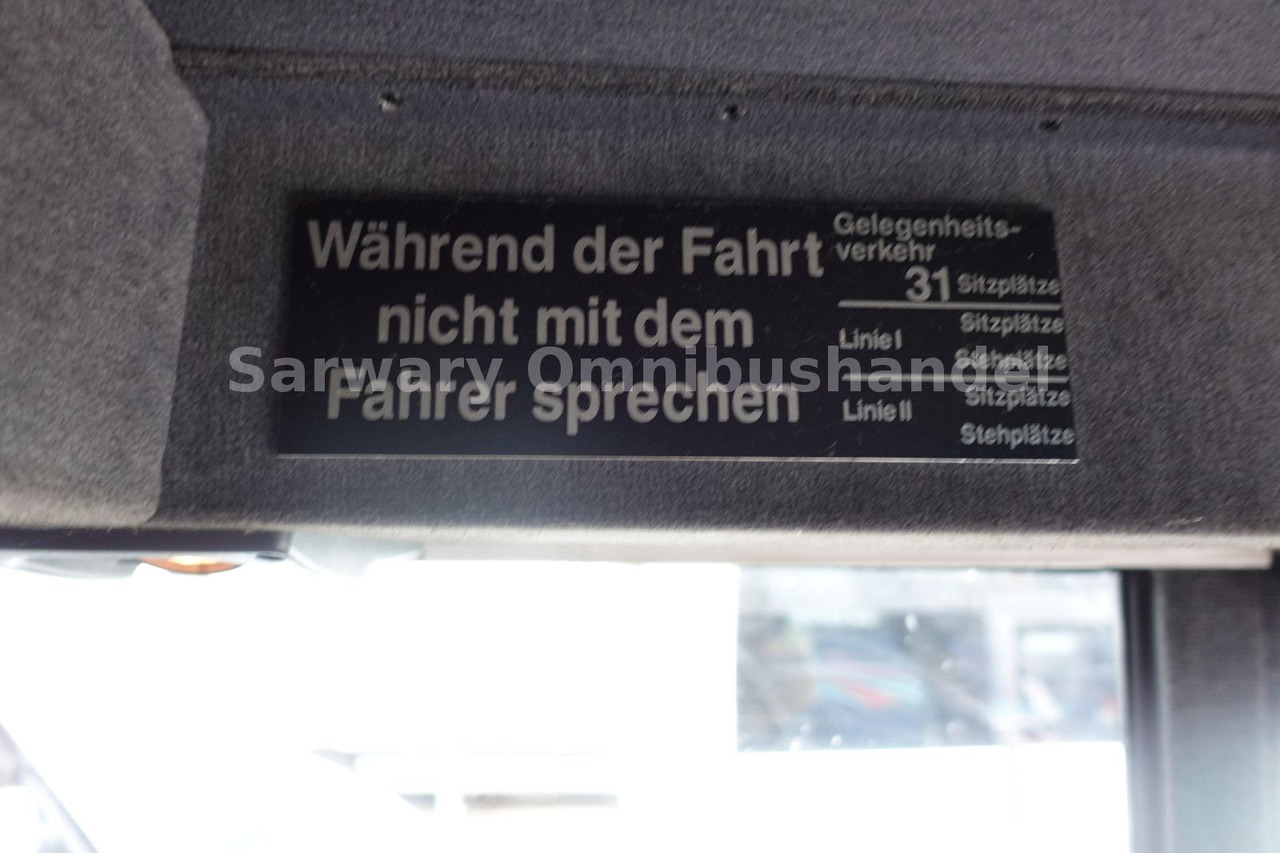 Während der Fahrt
nicht mit dem
Fahrer sprechen
Gelegenheits-
verkehr
31 Sitzplätze
Sitzplätze
Linie I
Stehplätze
Sitzplätze
Linie II
Stehplätze
Sarwary Omnibushandel